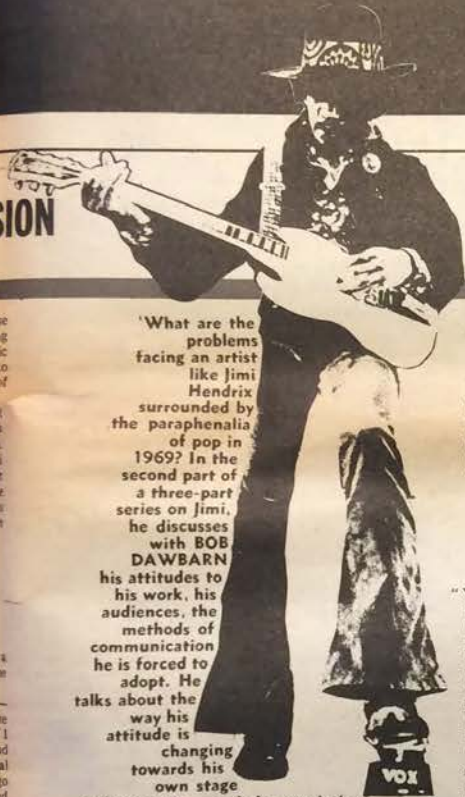 SION
'What are the
problems
facing an artist
like Jimi
Hendrix
surrounded by
the paraphenalia
of pop in
1969? In the
second part of
a three-part
series on Jimi,
he discusses
with BOB
DAWBARN
his attitudes to
his work, his
audiences, the
methods of
communication
he is forced to
adopt. He
talks about the
way his
attitude is
changing
towards his
own stage
VOX